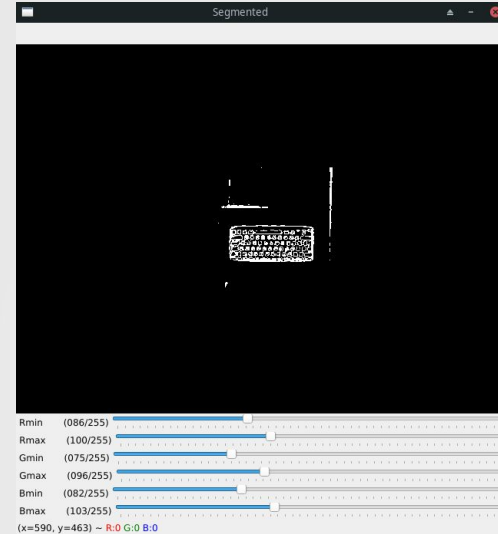 Segmented
Rmin (086/255)
Rmax (100/255)
Gmin (075/255)
Gmax (096/255)
Bmin (082/255)
Bmax (103/255)
(x=590, y=463) ~ R:0 G:0 B:0